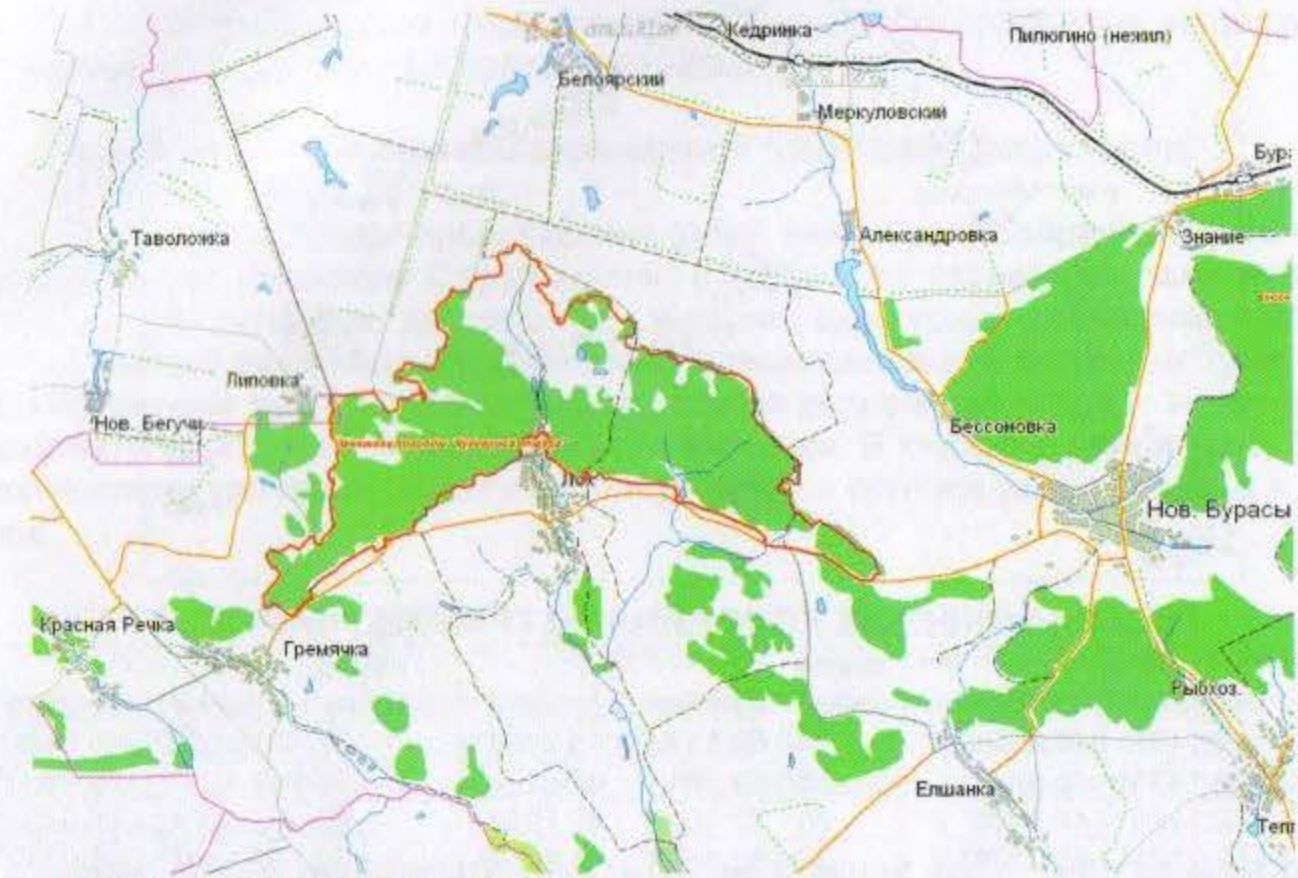 Кедринка
Пилюгино (нежил)
Белоярский
Меркуловский
Бур
Таволожка
Александровка
Знание
Липовка
Нов. Бегучи
Бессоновка
Лох
Нов. Бурасы
Красная Речка
Гремячка
Рыбхоз.
Елшанка
Тепл